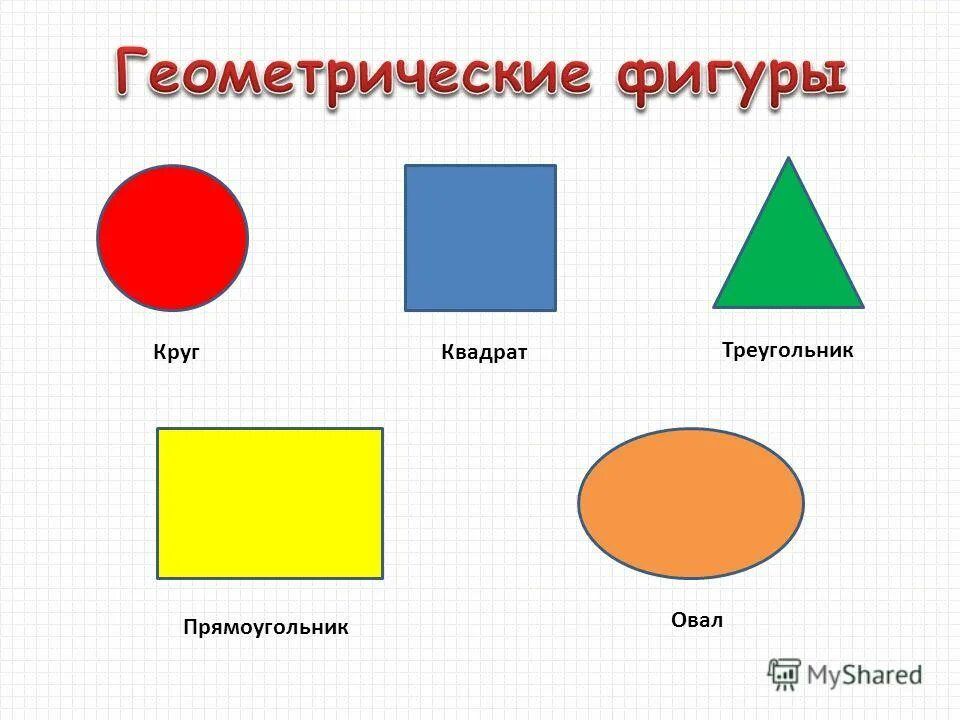 Геометрические фигуры
Круг
Квадрат
Треугольник
Прямоугольник
Овал
MyShared